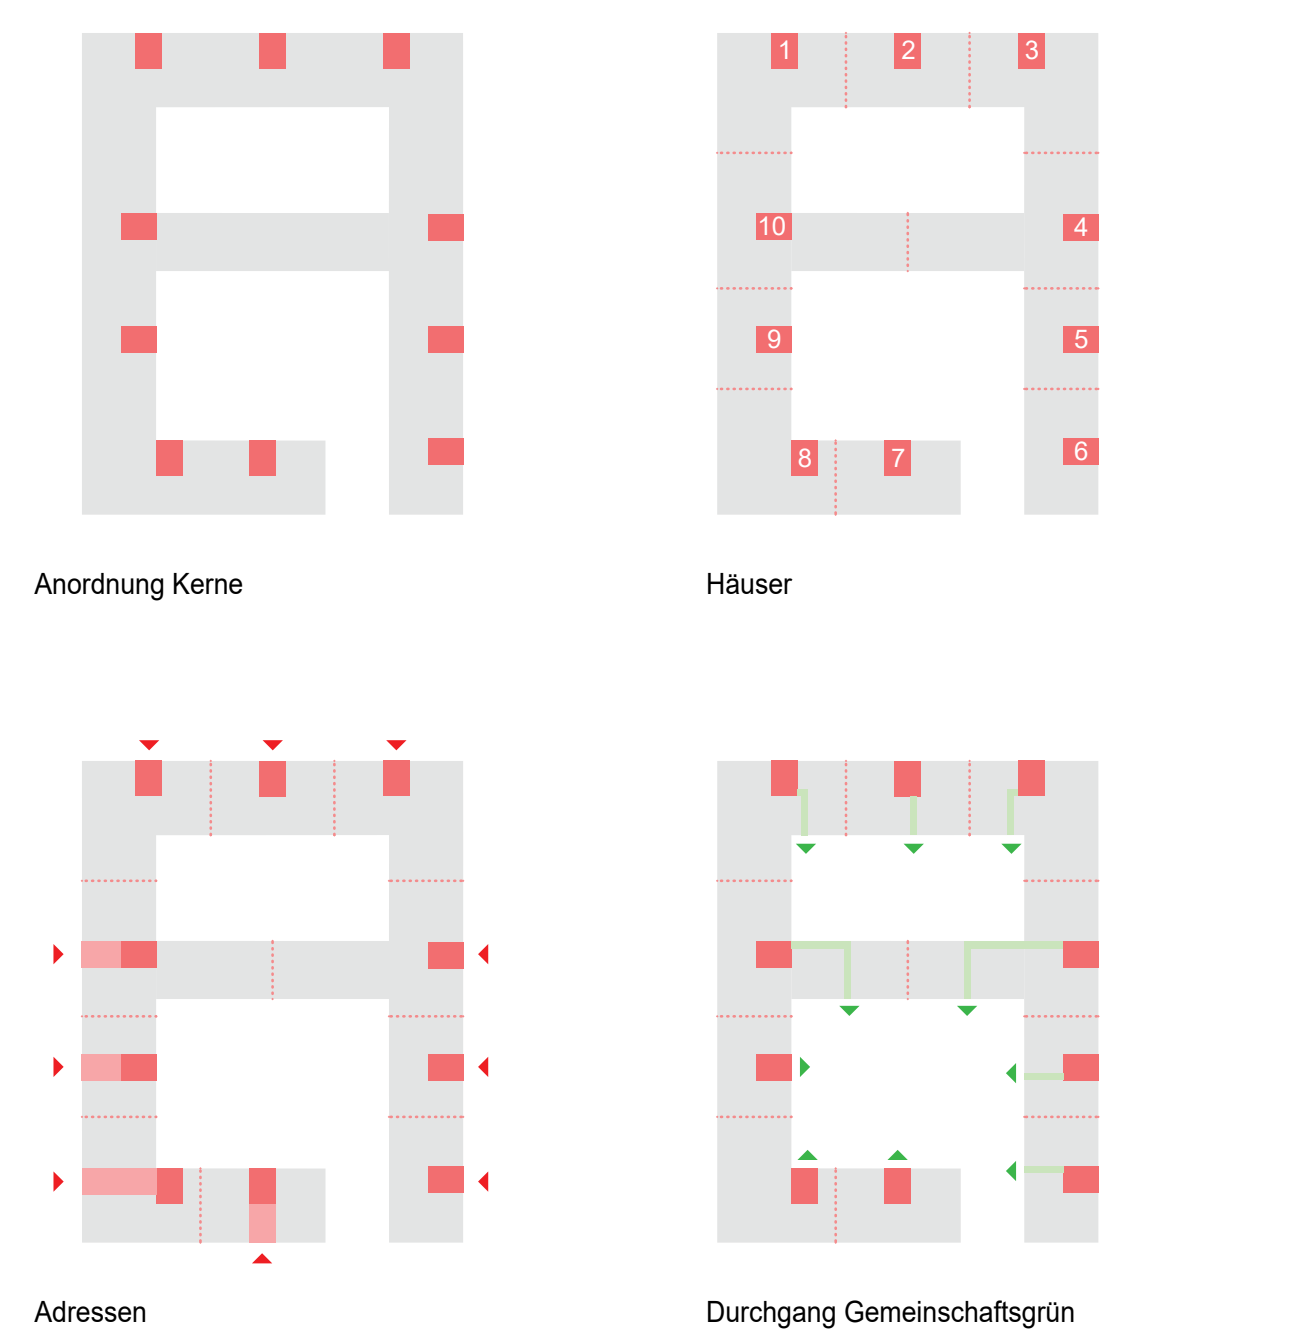 1 2 3
10 4
9 5
8 7 6
Anordnung Kerne
Häuser
Adressen
Durchgang Gemeinschaftsgrün